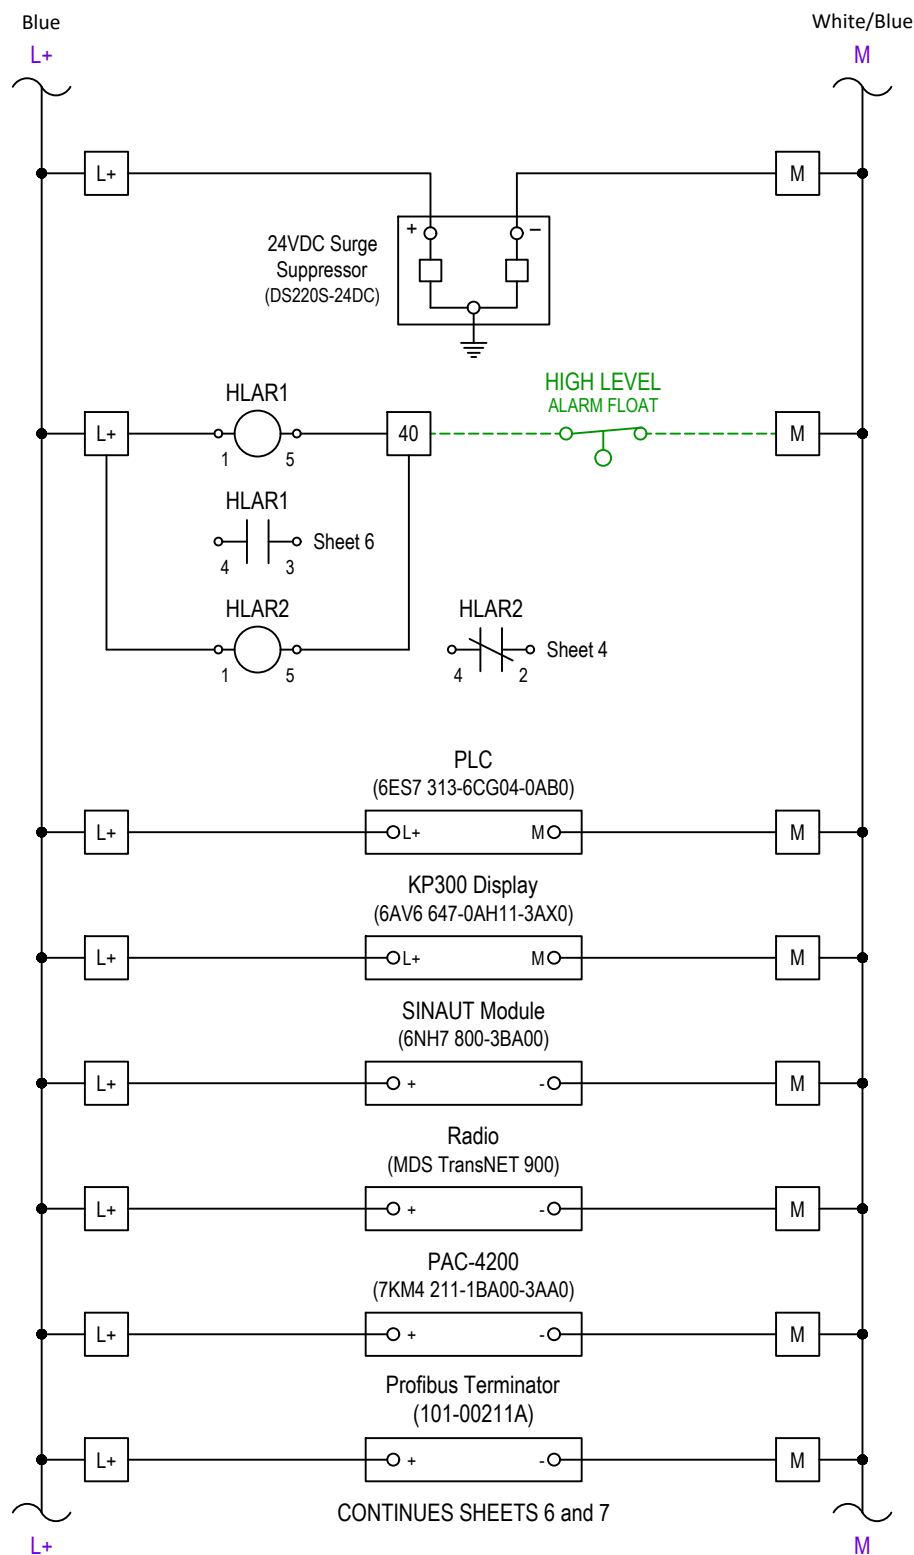 Blue
White/Blue
L+
M
L+
M
+
–
24VDC Surge
Suppressor
(DS220S-24DC)
HIGH LEVEL
ALARM FLOAT
HLAR1
L+
40
M
1
5
HLAR1
Sheet 6
4
3
HLAR2
HLAR2
Sheet 4
1
5
4
2
PLC
(6ES7 313-6CG04-0AB0)
L+
L+
M
M
KP300 Display
(6AV6 647-0AH11-3AX0)
L+
L+
M
M
SINAUT Module
(6NH7 800-3BA00)
L+
+
-
M
Radio
(MDS TransNET 900)
L+
+
-
M
PAC-4200
(7KM4 211-1BA00-3AA0)
L+
+
-
M
Profibus Terminator
(101-00211A)
L+
+
-
M
CONTINUES SHEETS 6 and 7
L+
M